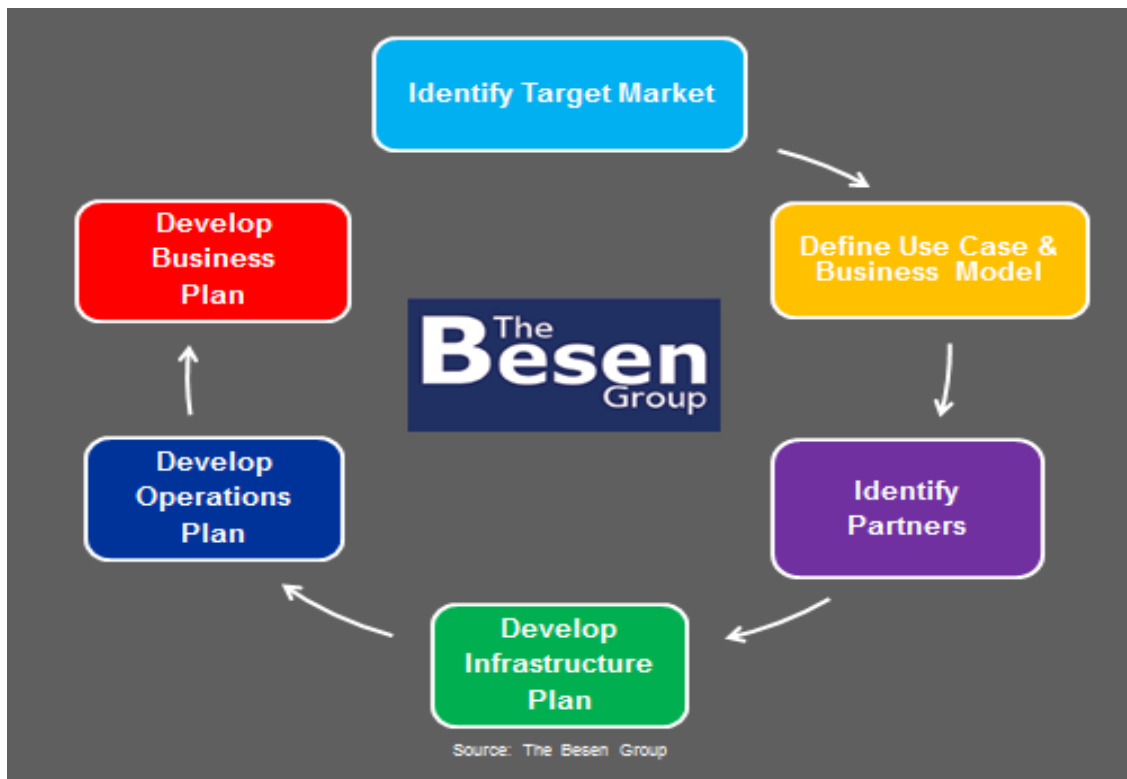 Identify Target Market
Define Use Case &
Business Model
Identify
Partners
Develop
Infrastructure
Plan
Develop
Operations
Plan
Develop
Business
Plan
The
Besen
Group
Source: The Besen Group